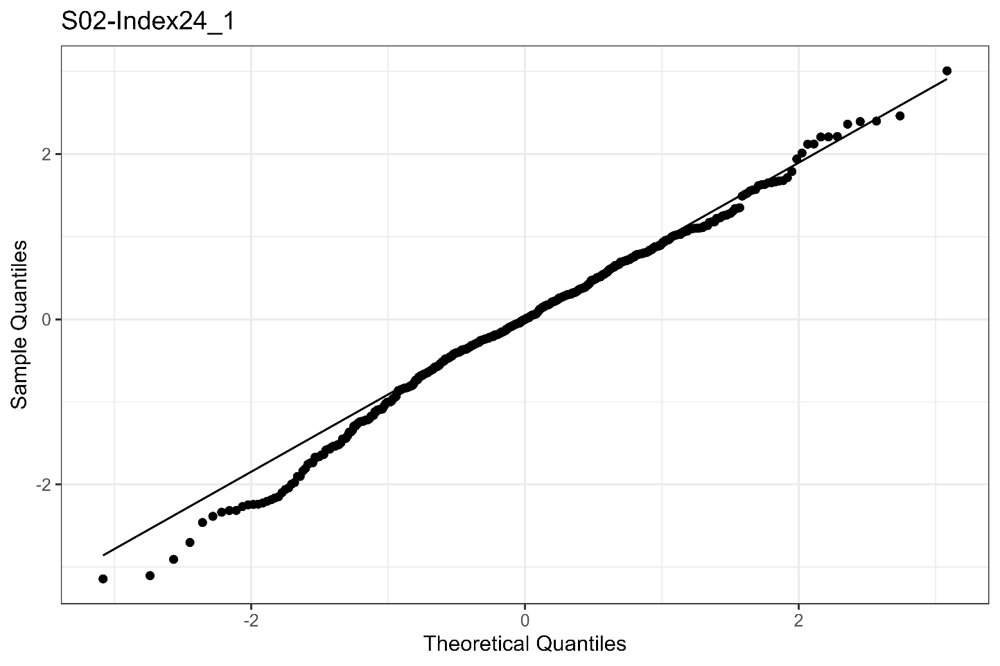 S02-Index24_1
Sample Quantiles
2
0
-2
-2
0
2
Theoretical Quantiles